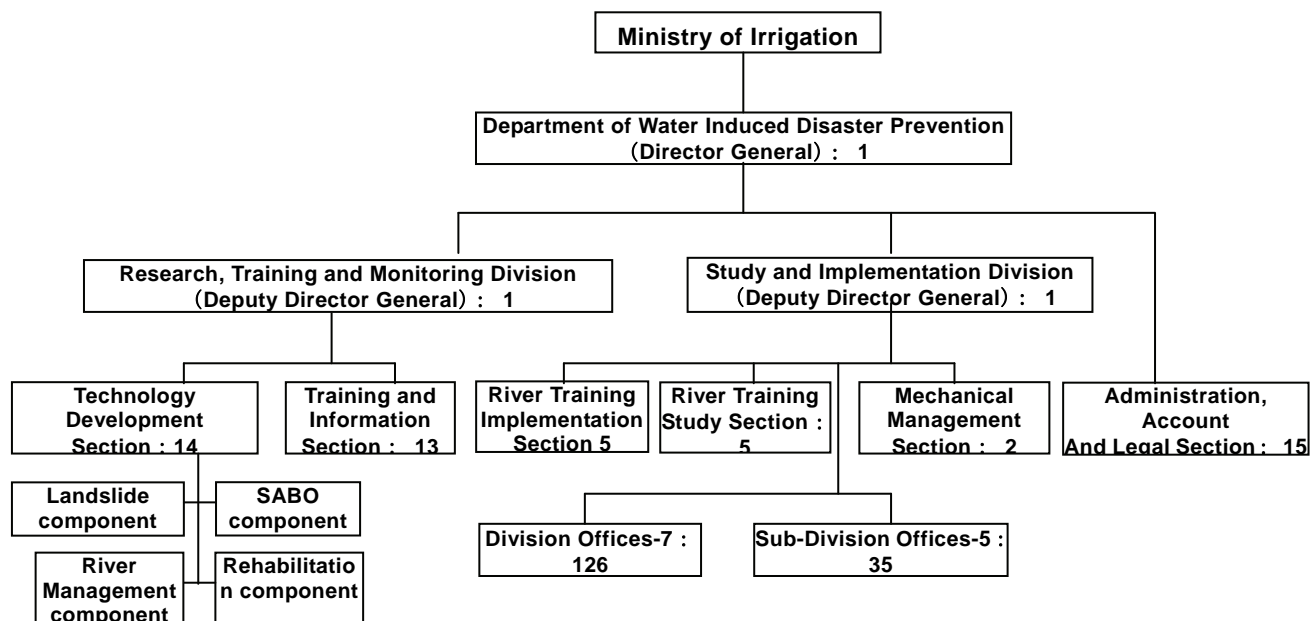 Ministry of Irrigation
Department of Water Induced Disaster Prevention
（Director General）： 1
Research, Training and Monitoring Division
（Deputy Director General）： 1
Study and Implementation Division
（Deputy Director General）： 1
Technology
Development
Section：14
Training and
Information
Section： 13
River Training
Implementation
Section 5
River Training
Study Section：
5
Mechanical
Management
Section： 2
Administration,
Account
And Legal Section： 15
Landslide
component
SABO
component
River
Management
component
Rehabilitatio
n component
Division Offices-7：
126
Sub-Division Offices-5：
35